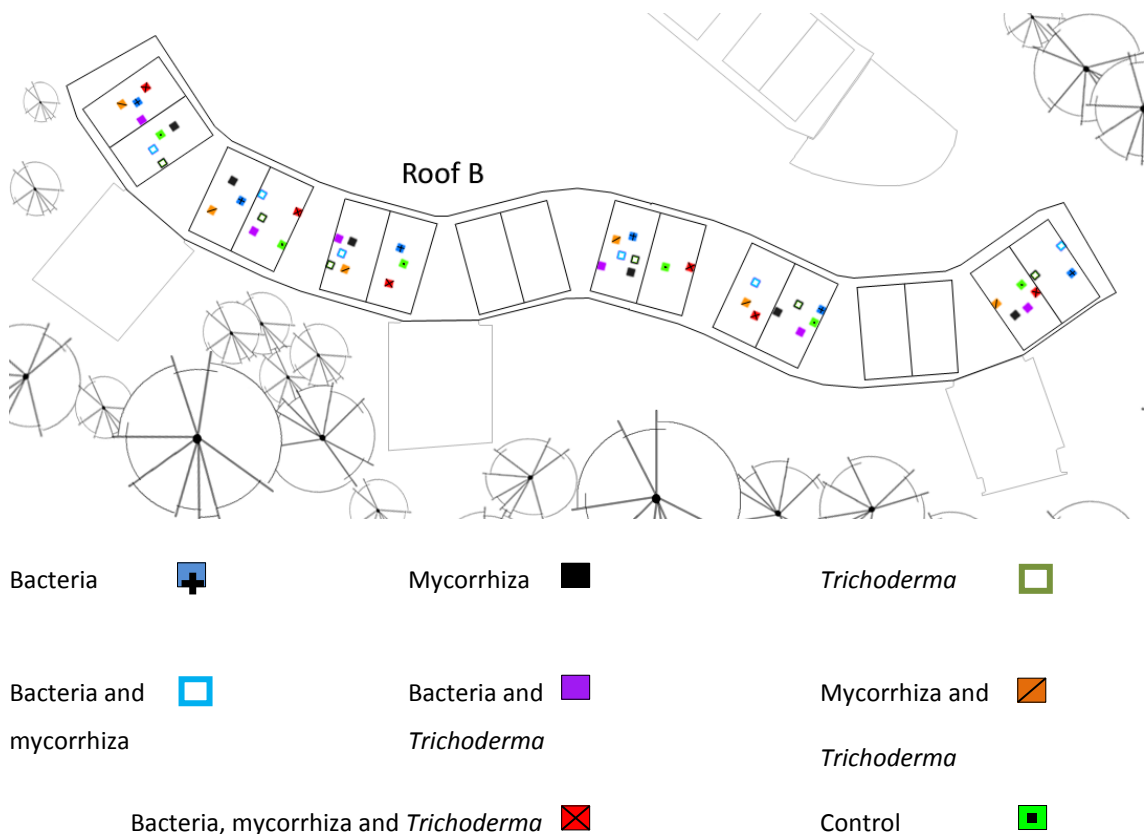 Roof B
Bacteria
Mycorrhiza
Trichoderma
Bacteria and
mycorrhiza
Bacteria and
Trichoderma
Mycorrhiza and
Trichoderma
Bacteria, mycorrhiza and Trichoderma
Control